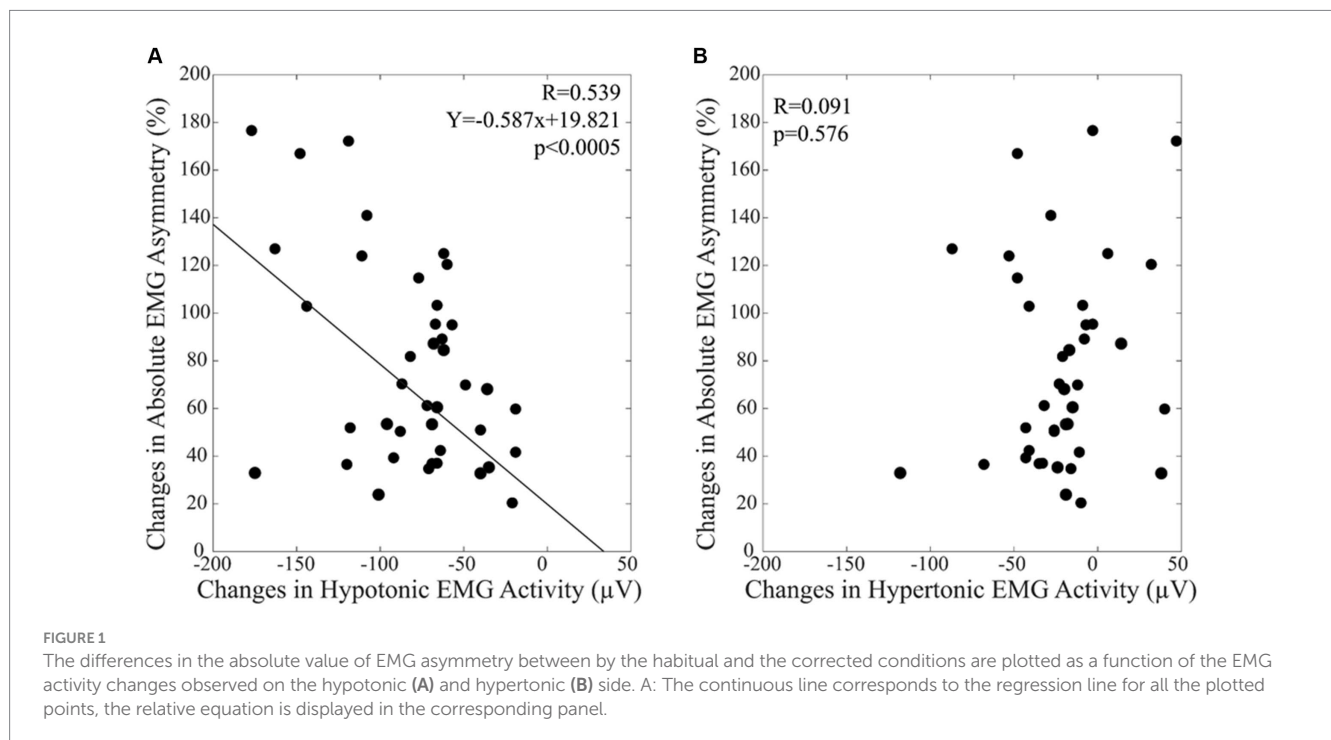 A
200
180
160
140
120
100
80
60
40
20
0
-200
-150
-100
-50
0
50
Changes in Absolute EMG Asymmetry (%)
R=0.539
Y=-0.587x+19.821
p<0.0005
Changes in Hypotonic EMG Activity (µV)
B
200
180
160
140
120
100
80
60
40
20
0
-200
-150
-100
-50
0
50
Changes in Absolute EMG Asymmetry (%)
R=0.091
p=0.576
Changes in Hypertonic EMG Activity (µV)
FIGURE 1
The differences in the absolute value of EMG asymmetry between by the habitual and the corrected conditions are plotted as a function of the EMG
activity changes observed on the hypotonic (A) and hypertonic (B) side. A: The continuous line corresponds to the regression line for all the plotted
points, the relative equation is displayed in the corresponding panel.